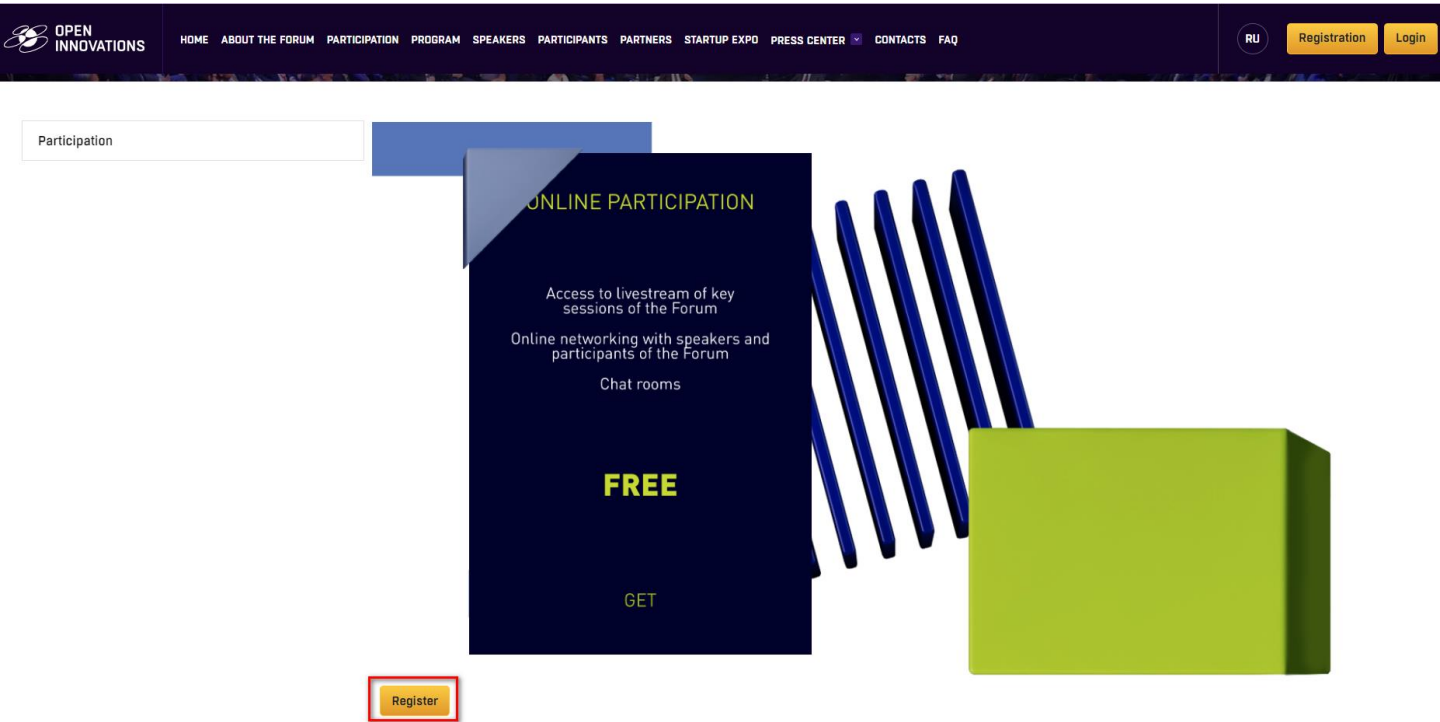 OPEN
INNOVATIONS
HOME ABOUT THE FORUM PARTICIPATION PROGRAM SPEAKERS PARTICIPANTS PARTNERS STARTUP EXPO PRESS CENTER CONTACTS FAQ
RU
Registration
Login
Participation
ONLINE PARTICIPATION
Access to livestream of key
sessions of the Forum
Online networking with speakers and
participants of the Forum
Chat rooms
FREE
GET
Register